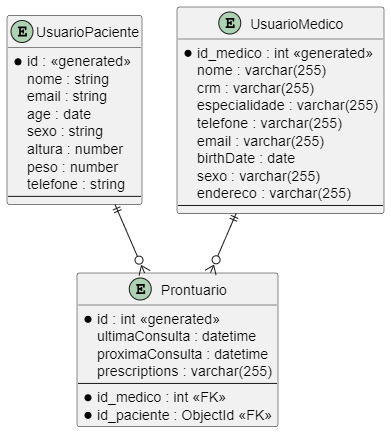 E UsuarioPaciente
id : «generated»
nome : string
email : string
age : date
sexo : string
altura : number
peso : number
telefone : string
E UsuarioMedico
id_medico : int «generated»
nome : varchar(255)
crm : varchar(255)
especialidade : varchar(255)
telefone : varchar(255)
email : varchar(255)
birthDate : date
sexo : varchar(255)
endereco : varchar(255)
E Prontuario
id : int «generated»
ultimaConsulta : datetime
proximaConsulta : datetime
prescriptions : varchar(255)
id_medico : int «FK»
id_paciente : ObjectId «FK»